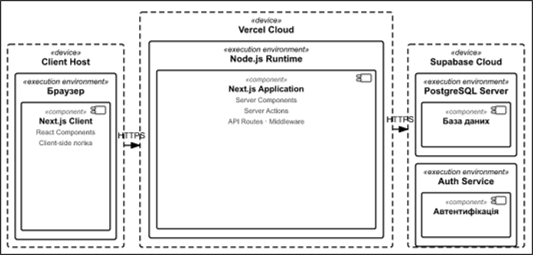 «device»
Client Host
«execution environment»
Браузер
«component»
Next.js Client
React Components
Client-side логіка
HTTPS
«device»
Vercel Cloud
«execution environment»
Node.js Runtime
«component»
Next.js Application
Server Components
Server Actions
API Routes · Middleware
HTTPS
«device»
Supabase Cloud
«execution environment»
PostgreSQL Server
«component»
База даних
«execution environment»
Auth Service
«component»
Автентифікація